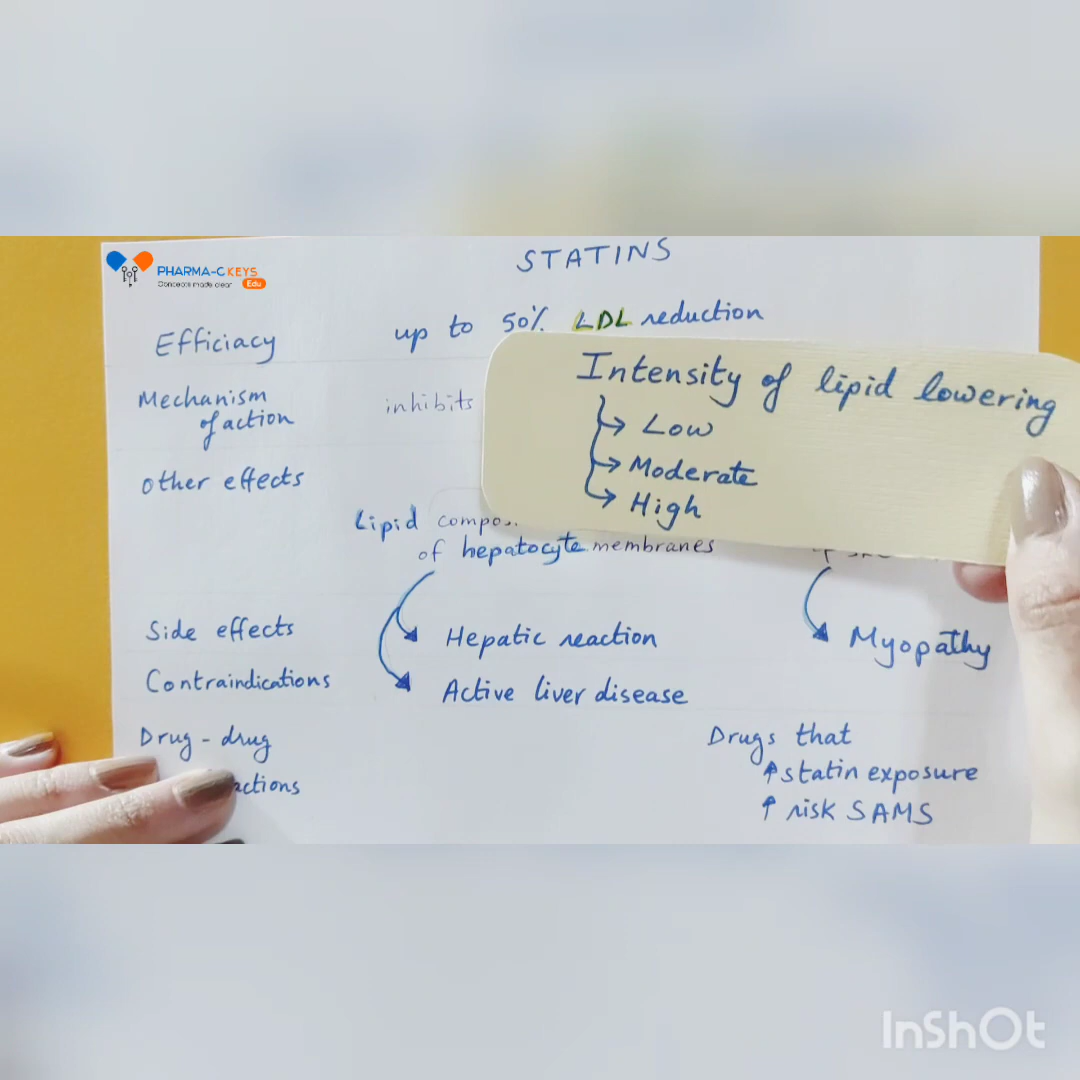 PHARMA-CKEYS
Concepts made clear Edu
STATINS
Efficiacy
up to 50% LDL reduction
Mechanism
of action
inhibits
other effects
Lipid
of hepatocyte membranes
Intensity of lipid lowering
→ Low
→ Moderate
→ High
Side effects
Hepatic reaction
Myopathy
Contraindications
Active liver disease
Drug - drug
actions
Drugs that
↑ statin exposure
↑ risk SAMS
InShOt